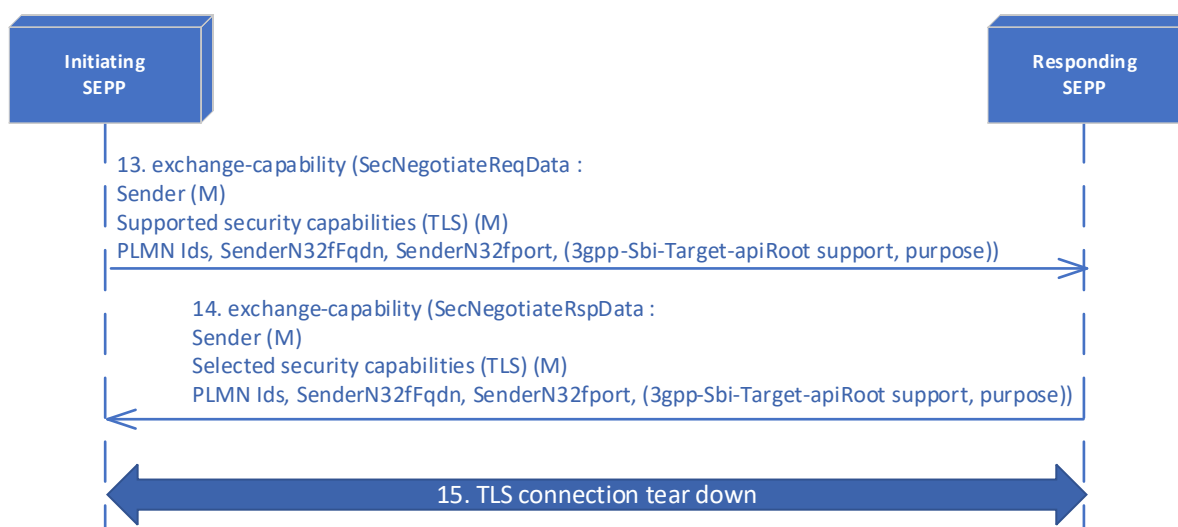 Initiating
SEPP
Responding
SEPP
13. exchange-capability (SecNegotiateReqData :
Sender (M)
Supported security capabilities (TLS) (M)
PLMN Ids, SenderN32fFqdn, SenderN32fport, (3gpp-Sbi-Target-apiRoot support, purpose))
14. exchange-capability (SecNegotiateRspData :
Sender (M)
Selected security capabilities (TLS) (M)
PLMN Ids, SenderN32fFqdn, SenderN32fport, (3gpp-Sbi-Target-apiRoot support, purpose))
15. TLS connection tear down